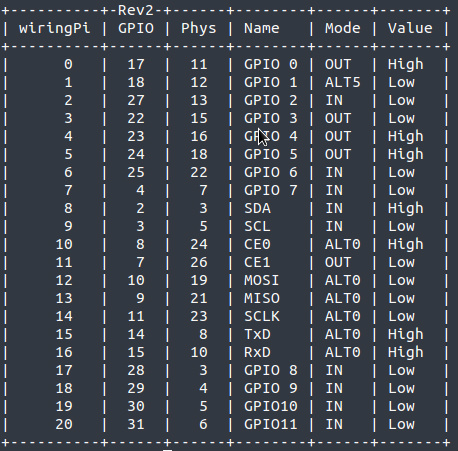 +----------+-Rev2-+------+--------+------+-------+
| wiringPi | GPIO | Phys | Name   | Mode | Value |
+----------+------+------+--------+------+-------+
|      0   |  17  |  11  | GPIO 0 | OUT  | High  |
|      1   |  18  |  12  | GPIO 1 | ALT5 | Low   |
|      2   |  27  |  13  | GPIO 2 | IN   | Low   |
|      3   |  22  |  15  | GPIO 3 | OUT  | Low   |
|      4   |  23  |  16  | GPIO 4 | OUT  | High  |
|      5   |  24  |  18  | GPIO 5 | OUT  | High  |
|      6   |  25  |  22  | GPIO 6 | IN   | Low   |
|      7   |   4  |   7  | GPIO 7 | IN   | Low   |
|      8   |   2  |   3  | SDA    | IN   | High  |
|      9   |   3  |   5  | SCL    | IN   | Low   |
|     10   |   8  |  24  | CE0    | ALT0 | High  |
|     11   |   7  |  26  | CE1    | OUT  | Low   |
|     12   |  10  |  19  | MOSI   | ALT0 | Low   |
|     13   |   9  |  21  | MISO   | ALT0 | Low   |
|     14   |  11  |  23  | SCLK   | ALT0 | Low   |
|     15   |  14  |   8  | TxD    | ALT0 | High  |
|     16   |  15  |  10  | RxD    | ALT0 | High  |
|     17   |  28  |   3  | GPIO 8 | IN   | Low   |
|     18   |  29  |   4  | GPIO 9 | IN   | Low   |
|     19   |  30  |   5  | GPIO10 | IN   | Low   |
|     20   |  31  |   6  | GPIO11 | IN   | Low   |
+----------+------+------+--------+------+-------+